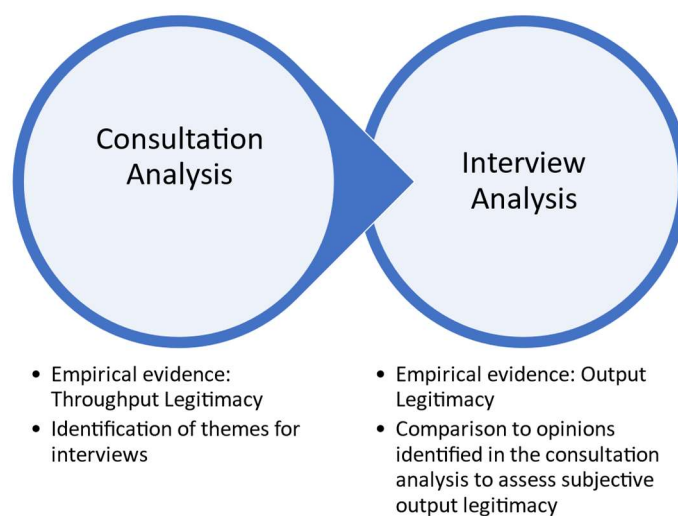 Consultation
Analysis
Interview
Analysis
• Empirical evidence:
Throughput Legitimacy
• Identification of themes for
interviews
• Empirical evidence: Output
Legitimacy
• Comparison to opinions
identified in the consultation
analysis to assess subjective
output legitimacy